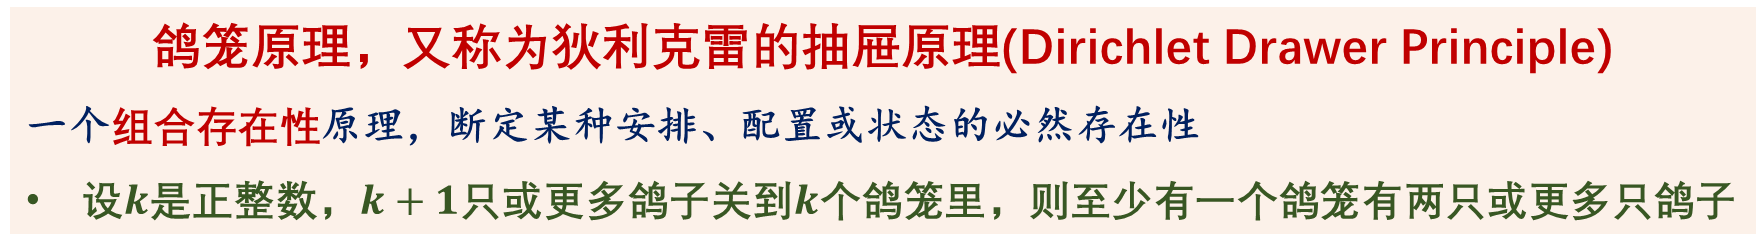 鸽笼原理，又称为狄利克雷的抽屉原理(Dirichlet Drawer Principle)
一个组合存在性原理，断定某种安排、配置或状态的必然存在性
• 设k是正整数，k + 1只或更多鸽子关到k个鸽笼里，则至少有一个鸽笼有两只或更多只鸽子